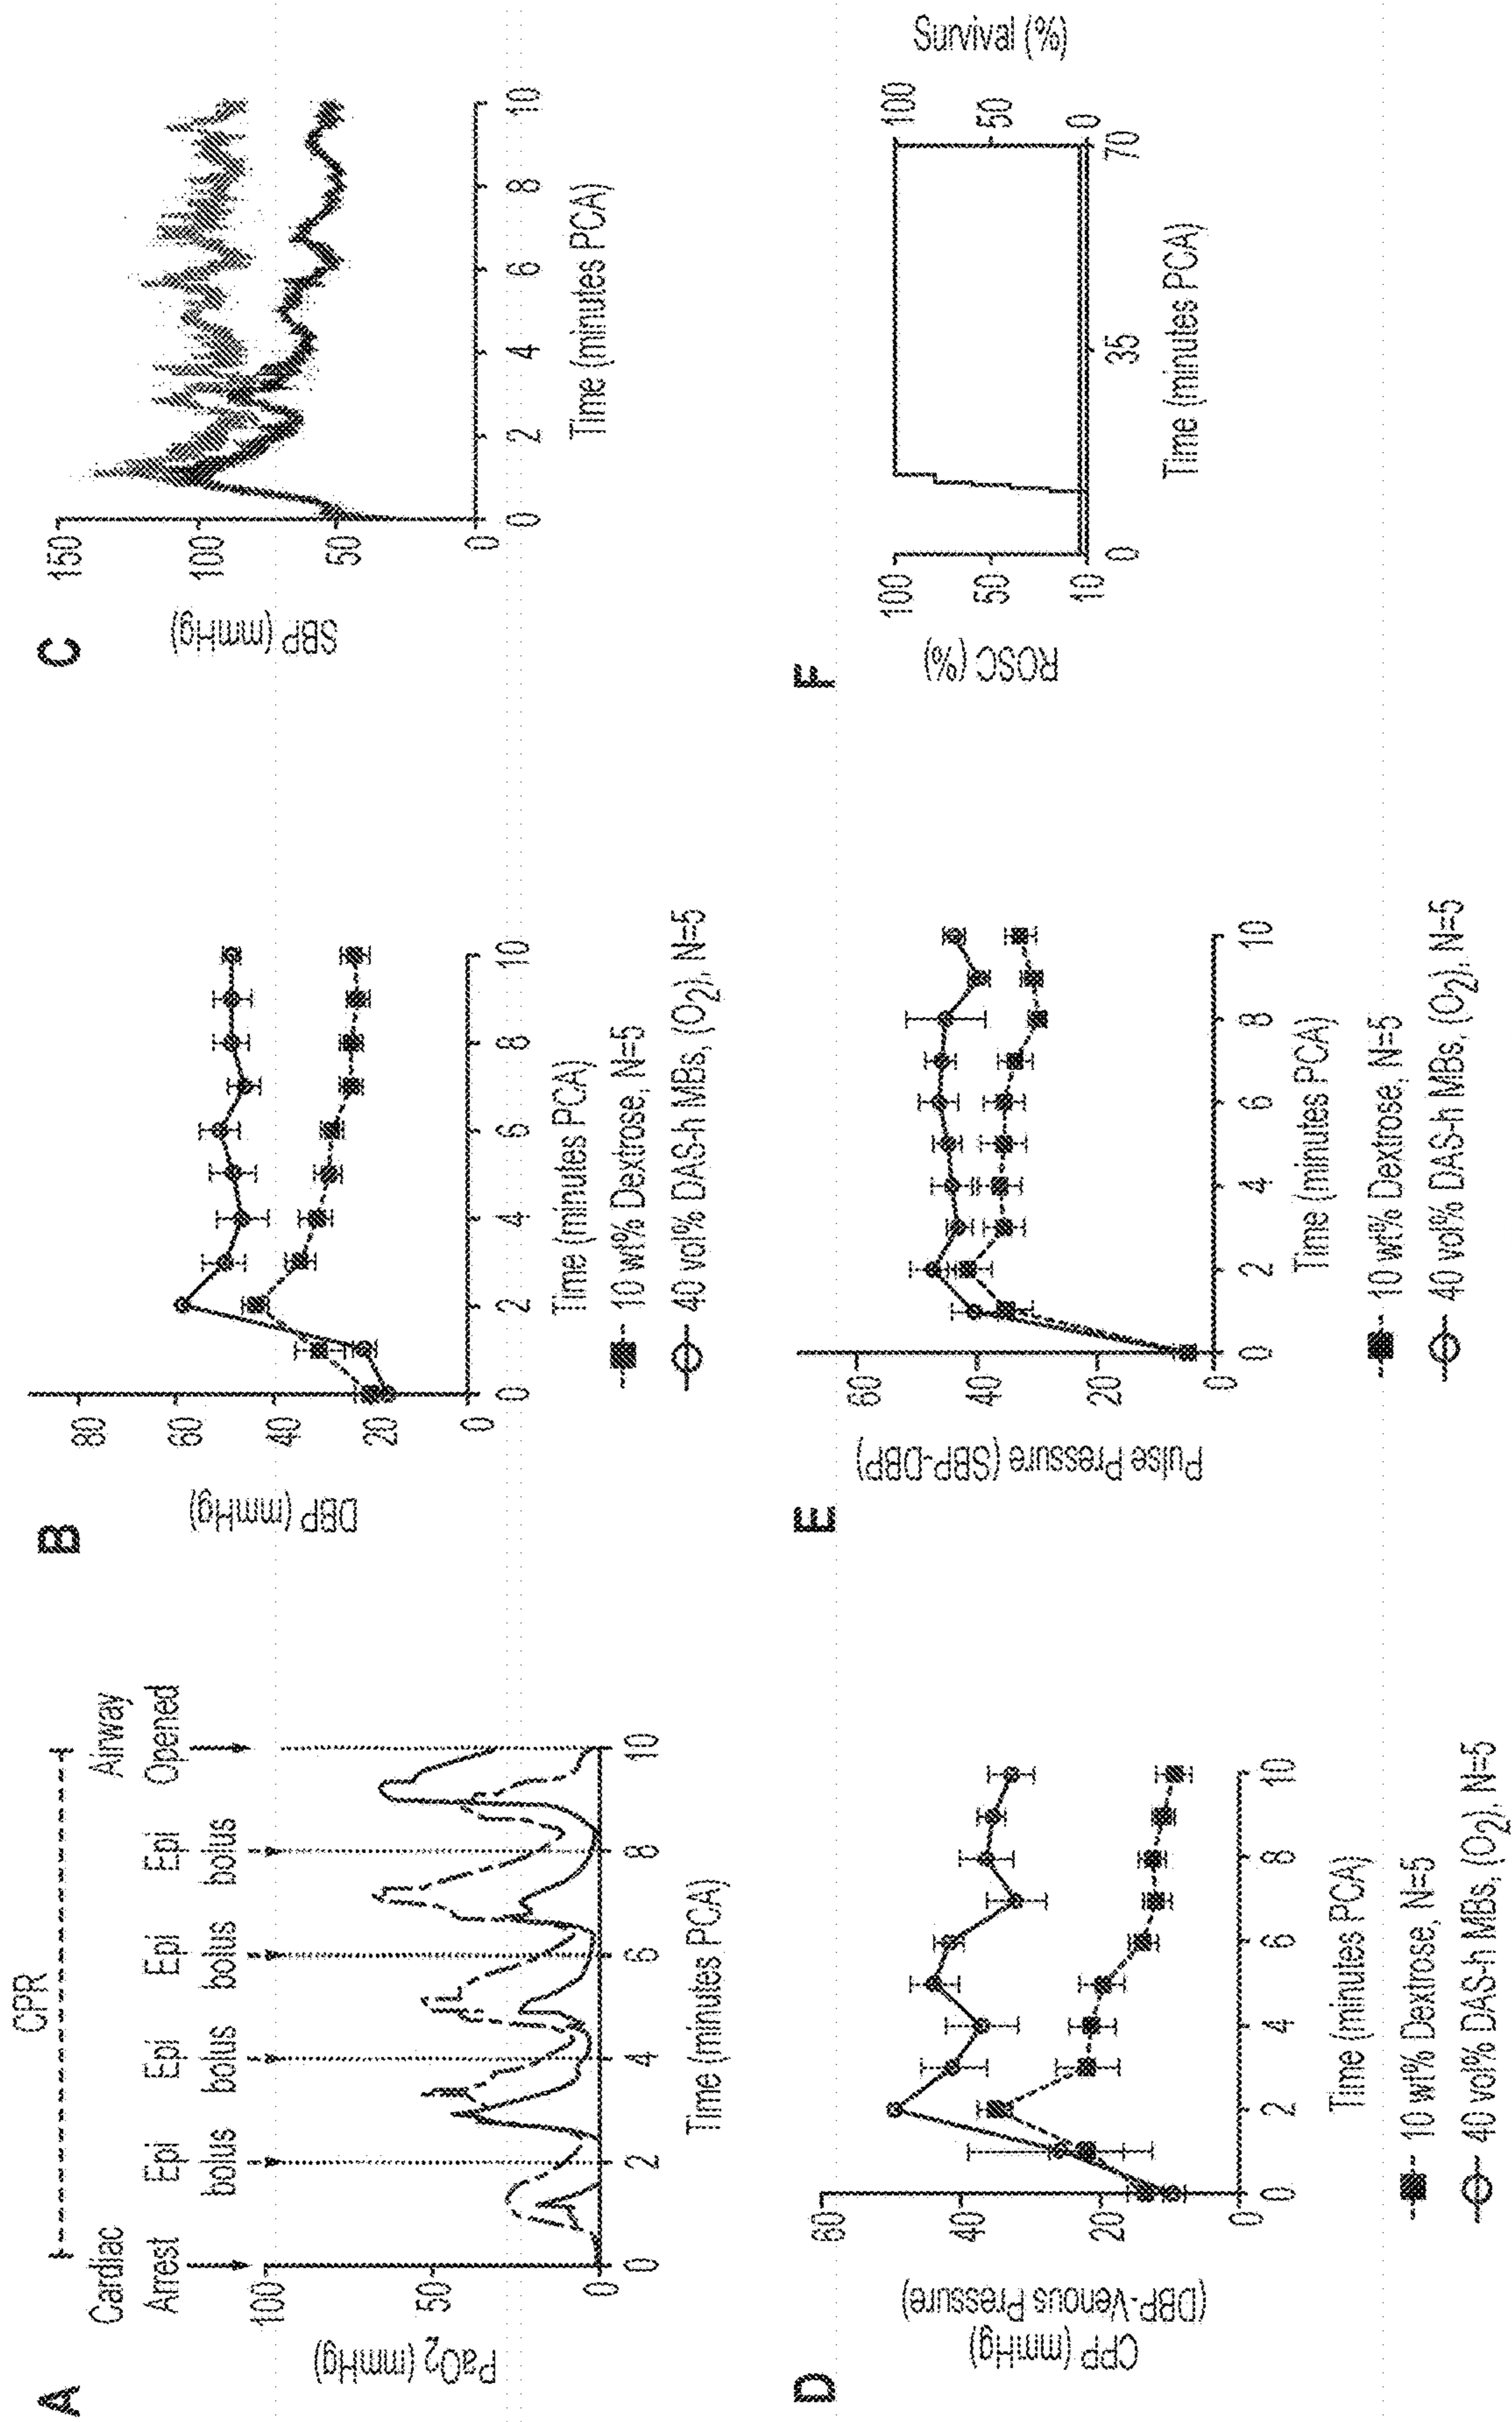 A
CPR
Cardiac
Arrest
Epi
bolus
Epi
bolus
Epi
bolus
Epi
bolus
Airway
Opened
PaO2 (mmHg)
100
50
0
0
2
4
6
8
10
Time (minutes PCA)
B
DBP (mmHg)
80
60
40
20
0
0
2
4
6
8
10
Time (minutes PCA)
10 wt% Dextrose, N=5
40 vol% DAS-h MBs, (O2), N=5
C
SBP (mmHg)
150
100
50
0
0
2
4
6
8
10
Time (minutes PCA)
D
CPP (mmHg)
(DBP-Venous Pressure)
60
40
20
0
0
2
4
6
8
10
Time (minutes PCA)
10 wt% Dextrose, N=5
40 vol% DAS-h MBs, (O2), N=5
E
Pulse Pressure (SBP-DBP)
60
40
20
0
0
2
4
6
8
10
Time (minutes PCA)
10 wt% Dextrose, N=5
40 vol% DAS-h MBs, (O2), N=5
F
ROSC (%)
100
50
10
0
35
70
Time (minutes PCA)
100
50
0
Survival (%)